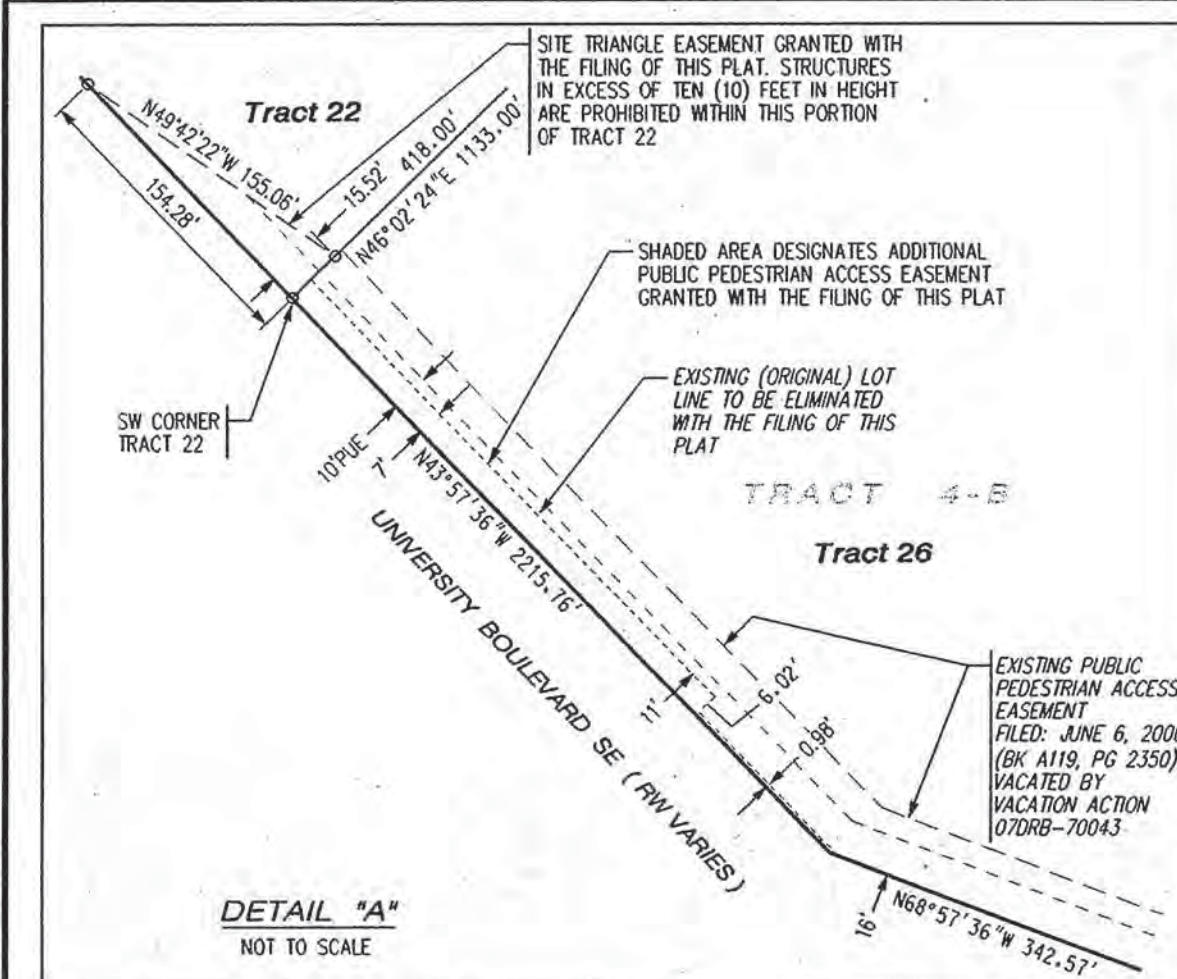 SITE TRIANGLE EASEMENT GRANTED WITH
THE FILING OF THIS PLAT. STRUCTURES
IN EXCESS OF TEN (10) FEET IN HEIGHT
ARE PROHIBITED WITHIN THIS PORTION
OF TRACT 22
Tract 22
N49°42'22"W 155.06'
154.28'
15.52'
418.00'
N46°02'24"E 1133.00'
SHADED AREA DESIGNATES ADDITIONAL
PUBLIC PEDESTRIAN ACCESS EASEMENT
GRANTED WITH THE FILING OF THIS PLAT
EXISTING (ORIGINAL) LOT
LINE TO BE ELIMINATED
WITH THE FILING OF THIS
PLAT
SW CORNER
TRACT 22
10'PUE
7'
N43°57'36"W 2215.76'
UNIVERSITY BOULEVARD SE (RW VARIES)
TRACT 4-B
Tract 26
11'
6.02'
0.98'
EXISTING PUBLIC
PEDESTRIAN ACCESS
EASEMENT
FILED: JUNE 6,
(BK A119, PG 2350)
VACATED BY
VACATION ACTION
07DRB-70043
16'
N68°57'36"W 342.57'
DETAIL "A"
NOT TO SCALE